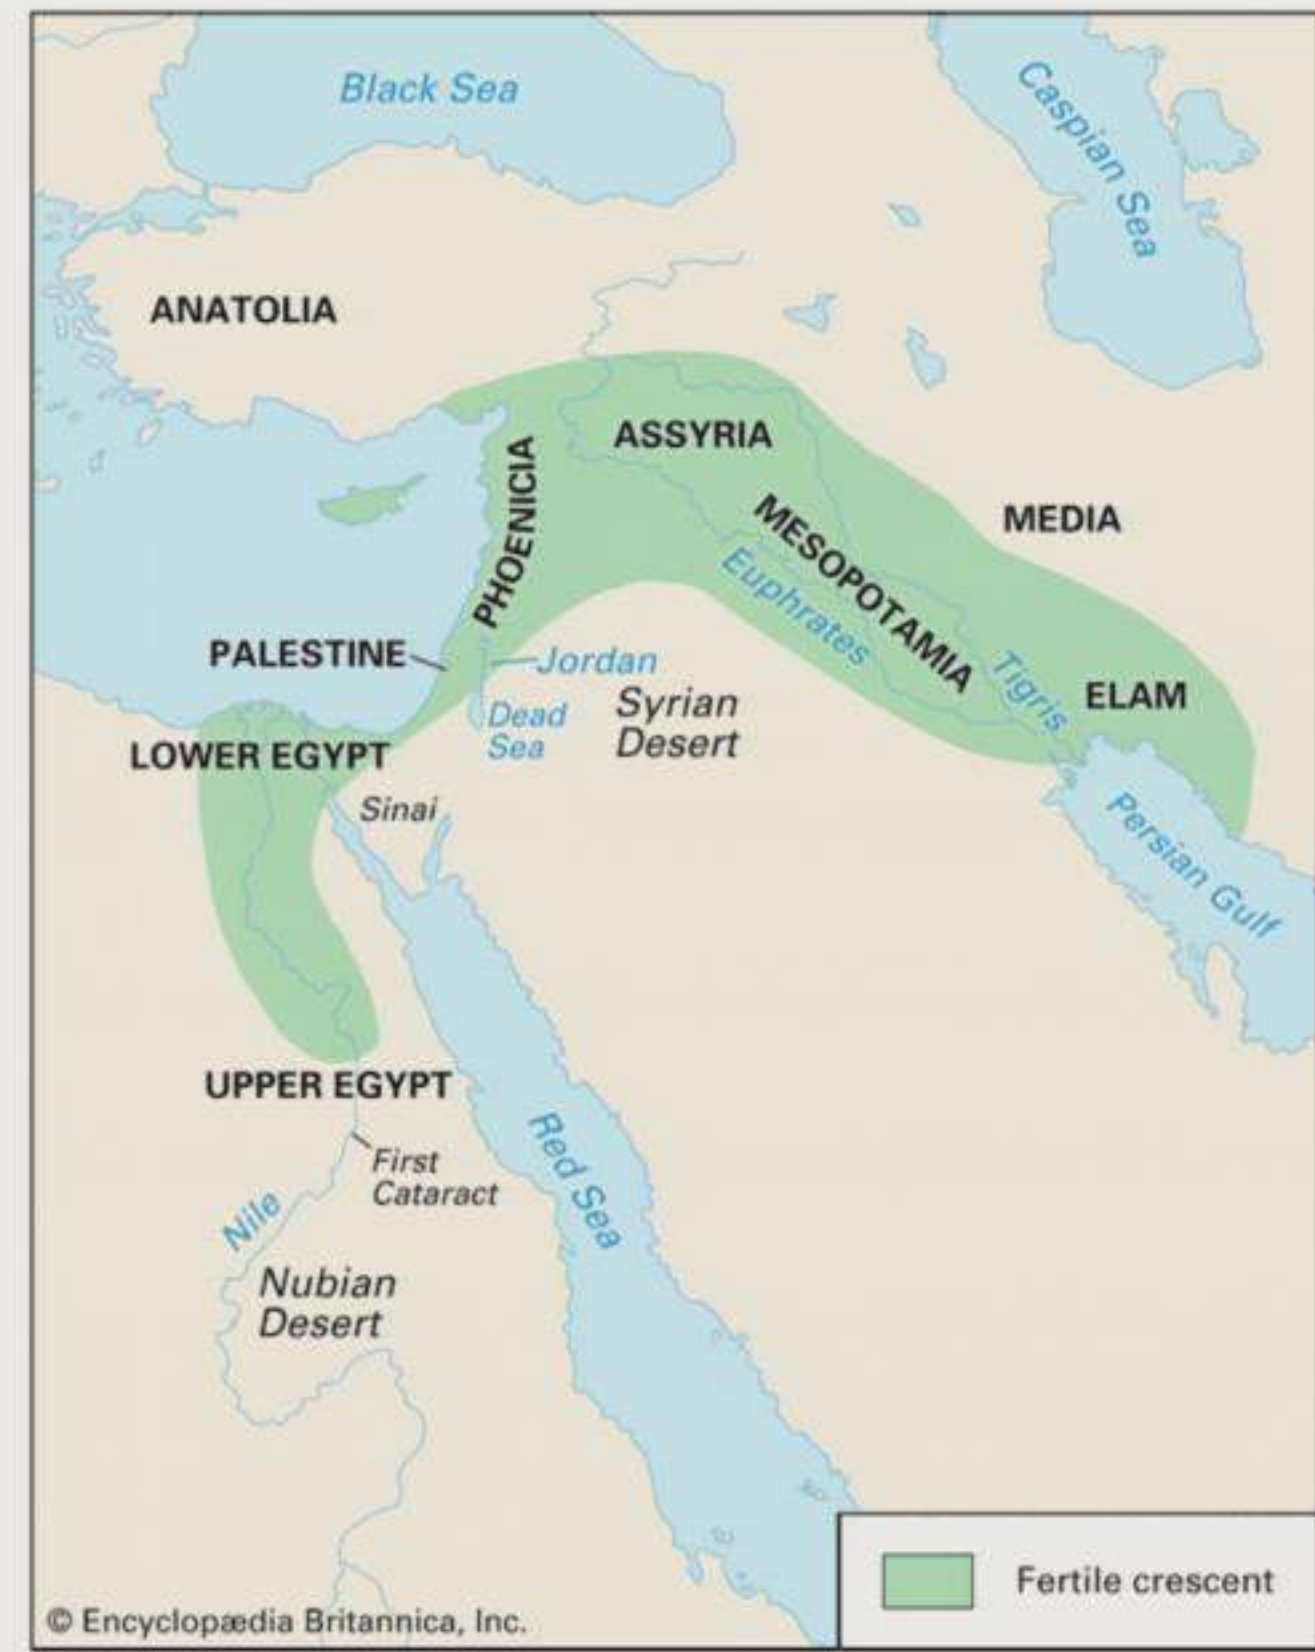 Black Sea
Caspian Sea
ANATOLIA
ASSYRIA
PHOENICIA
MESOPOTAMIA
MEDIA
Euphrates
PALESTINE
Jordan
Tigris
ELAM
Syrian
Desert
Dead
Sea
LOWER EGYPT
Sinai
Persian Gulf
UPPER EGYPT
First
Cataract
Red Sea
Nile
Nubian
Desert
Fertile crescent
© Encyclopædia Britannica, Inc.